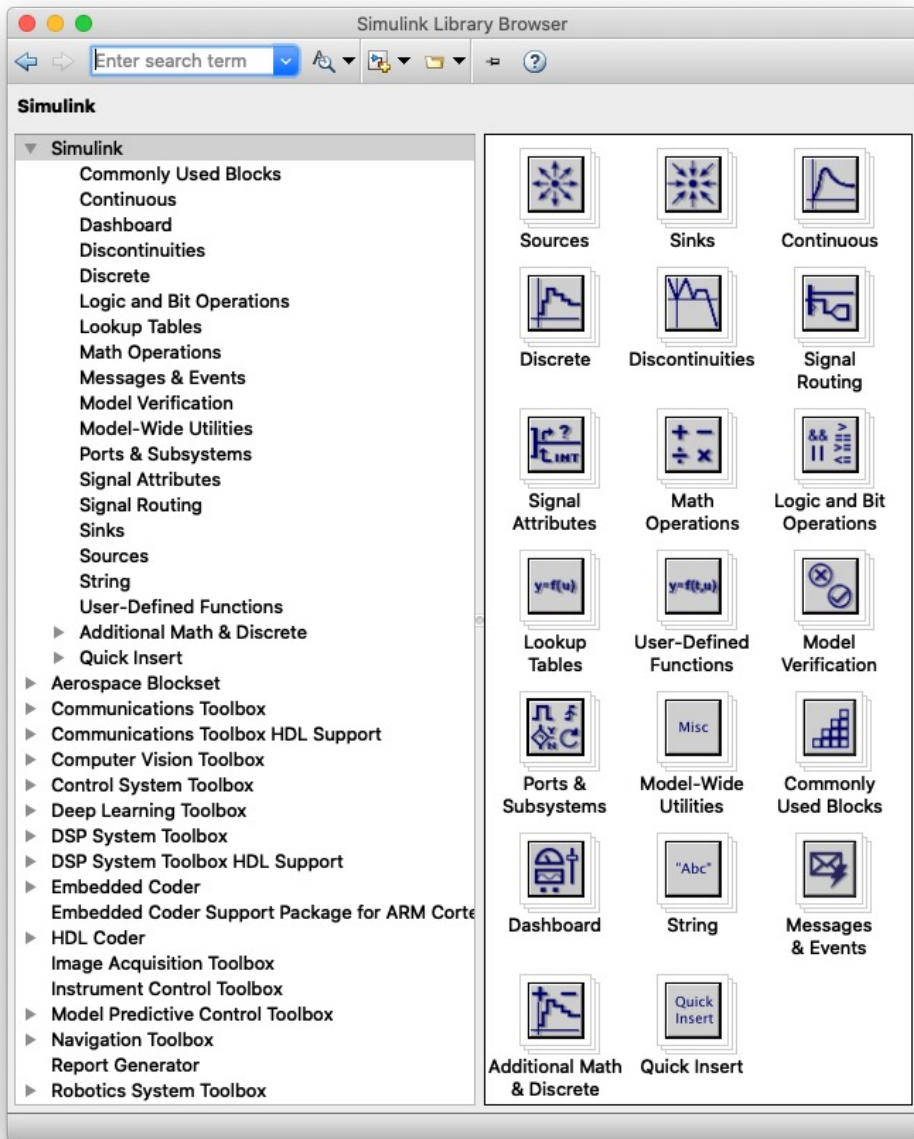 Simulink Library Browser
Enter search term
Simulink
Simulink
Commonly Used Blocks
Continuous
Dashboard
Discontinuities
Discrete
Logic and Bit Operations
Lookup Tables
Math Operations
Messages & Events
Model Verification
Model-Wide Utilities
Ports & Subsystems
Signal Attributes
Signal Routing
Sinks
Sources
String
User-Defined Functions
Additional Math & Discrete
Quick Insert
Aerospace Blockset
Communications Toolbox
Communications Toolbox HDL Support
Computer Vision Toolbox
Control System Toolbox
Deep Learning Toolbox
DSP System Toolbox
DSP System Toolbox HDL Support
Embedded Coder
Embedded Coder Support Package for ARM Corte
HDL Coder
Image Acquisition Toolbox
Instrument Control Toolbox
Model Predictive Control Toolbox
Navigation Toolbox
Report Generator
Robotics System Toolbox
Sources
Sinks
Continuous
Discrete
Discontinuities
Signal
Routing
? INT
Signal
Attributes
+ −
÷ ×
Math
Operations
&& ||
> == >= <=
Logic and Bit
Operations
y=f(u)
Lookup
Tables
y=f(t,u)
User-Defined
Functions
Model
Verification
Y N
Ports &
Subsystems
Misc
Model-Wide
Utilities
Commonly
Used Blocks
Dashboard
"Abc"
String
Messages
& Events
+ −
Additional Math
& Discrete
Quick
Insert
Quick Insert